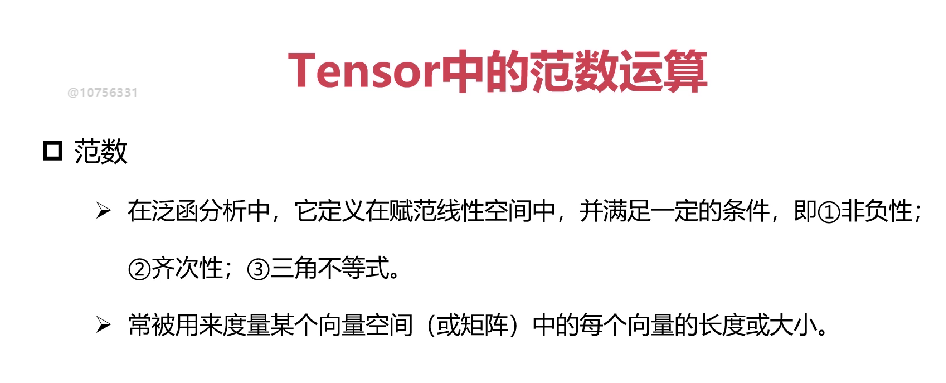 Tensor中的范数运算
@10756331
范数
在泛函分析中，它定义在赋范线性空间中，并满足一定的条件，即①非负性；
②齐次性；③三角不等式。
常被用来度量某个向量空间（或矩阵）中的每个向量的长度或大小。